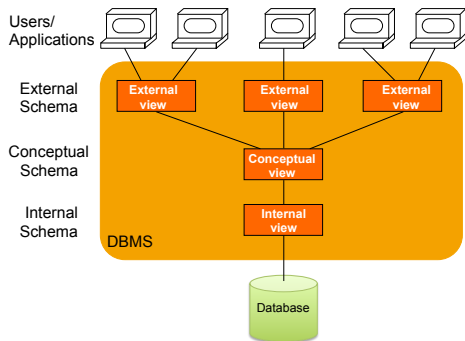 Users/
Applications
External
Schema
External
view
External
view
External
view
Conceptual
Schema
Conceptual
view
Internal
Schema
Internal
view
DBMS
Database